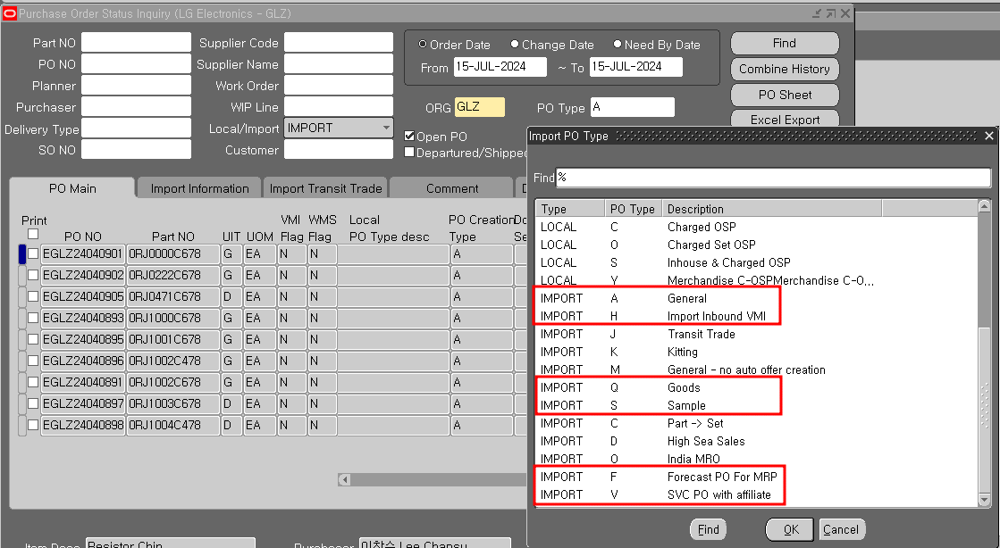 Purchase Order Status Inquiry (LG Electronics - GLZ)
Part NO
Supplier Code
Order Date
Change Date
Need By Date
Find
PO NO
Supplier Name
From
15-JUL-2024
~ To
15-JUL-2024
Combine History
Planner
Work Order
PO Sheet
Purchaser
WIP Line
ORG
GLZ
PO Type
A
Excel Export
Delivery Type
Local/Import
IMPORT
Open PO
SO NO
Customer
Departured/Shipped
PO Main
Import Information
Import Transit Trade
Comment
Print
VMI
WMS
Local
PO Creation
PO NO
Part NO
UIT
UOM
Flag
Flag
PO Type desc
Type
EGLZ24040901 0RJ0000C678 G EA N N A
EGLZ24040902 0RJ0222C678 G EA N N A
EGLZ24040905 0RJ0471C678 D EA N N A
EGLZ24040893 0RJ1000C678 G EA N N A
EGLZ24040895 0RJ1001C678 G EA N N A
EGLZ24040896 0RJ1002C478 G EA N N A
EGLZ24040891 0RJ1002C678 G EA N N A
EGLZ24040897 0RJ1003C678 D EA N N A
EGLZ24040898 0RJ1004C478 D EA N N A
Item Desc
Resistor,Chip
Purchaser
이찬수 Lee Chansu
Import PO Type
Find %
Type PO Type Description
LOCAL C Charged OSP
LOCAL O Charged Set OSP
LOCAL S Inhouse & Charged OSP
LOCAL Y Merchandise C-OSPMerchandise C-O...
IMPORT A General
IMPORT H Import Inbound VMI
IMPORT J Transit Trade
IMPORT K Kitting
IMPORT M General - no auto offer creation
IMPORT Q Goods
IMPORT S Sample
IMPORT C Part -> Set
IMPORT D High Sea Sales
IMPORT O India MRO
IMPORT F Forecast PO For MRP
IMPORT V SVC PO with affiliate
Find
OK
Cancel